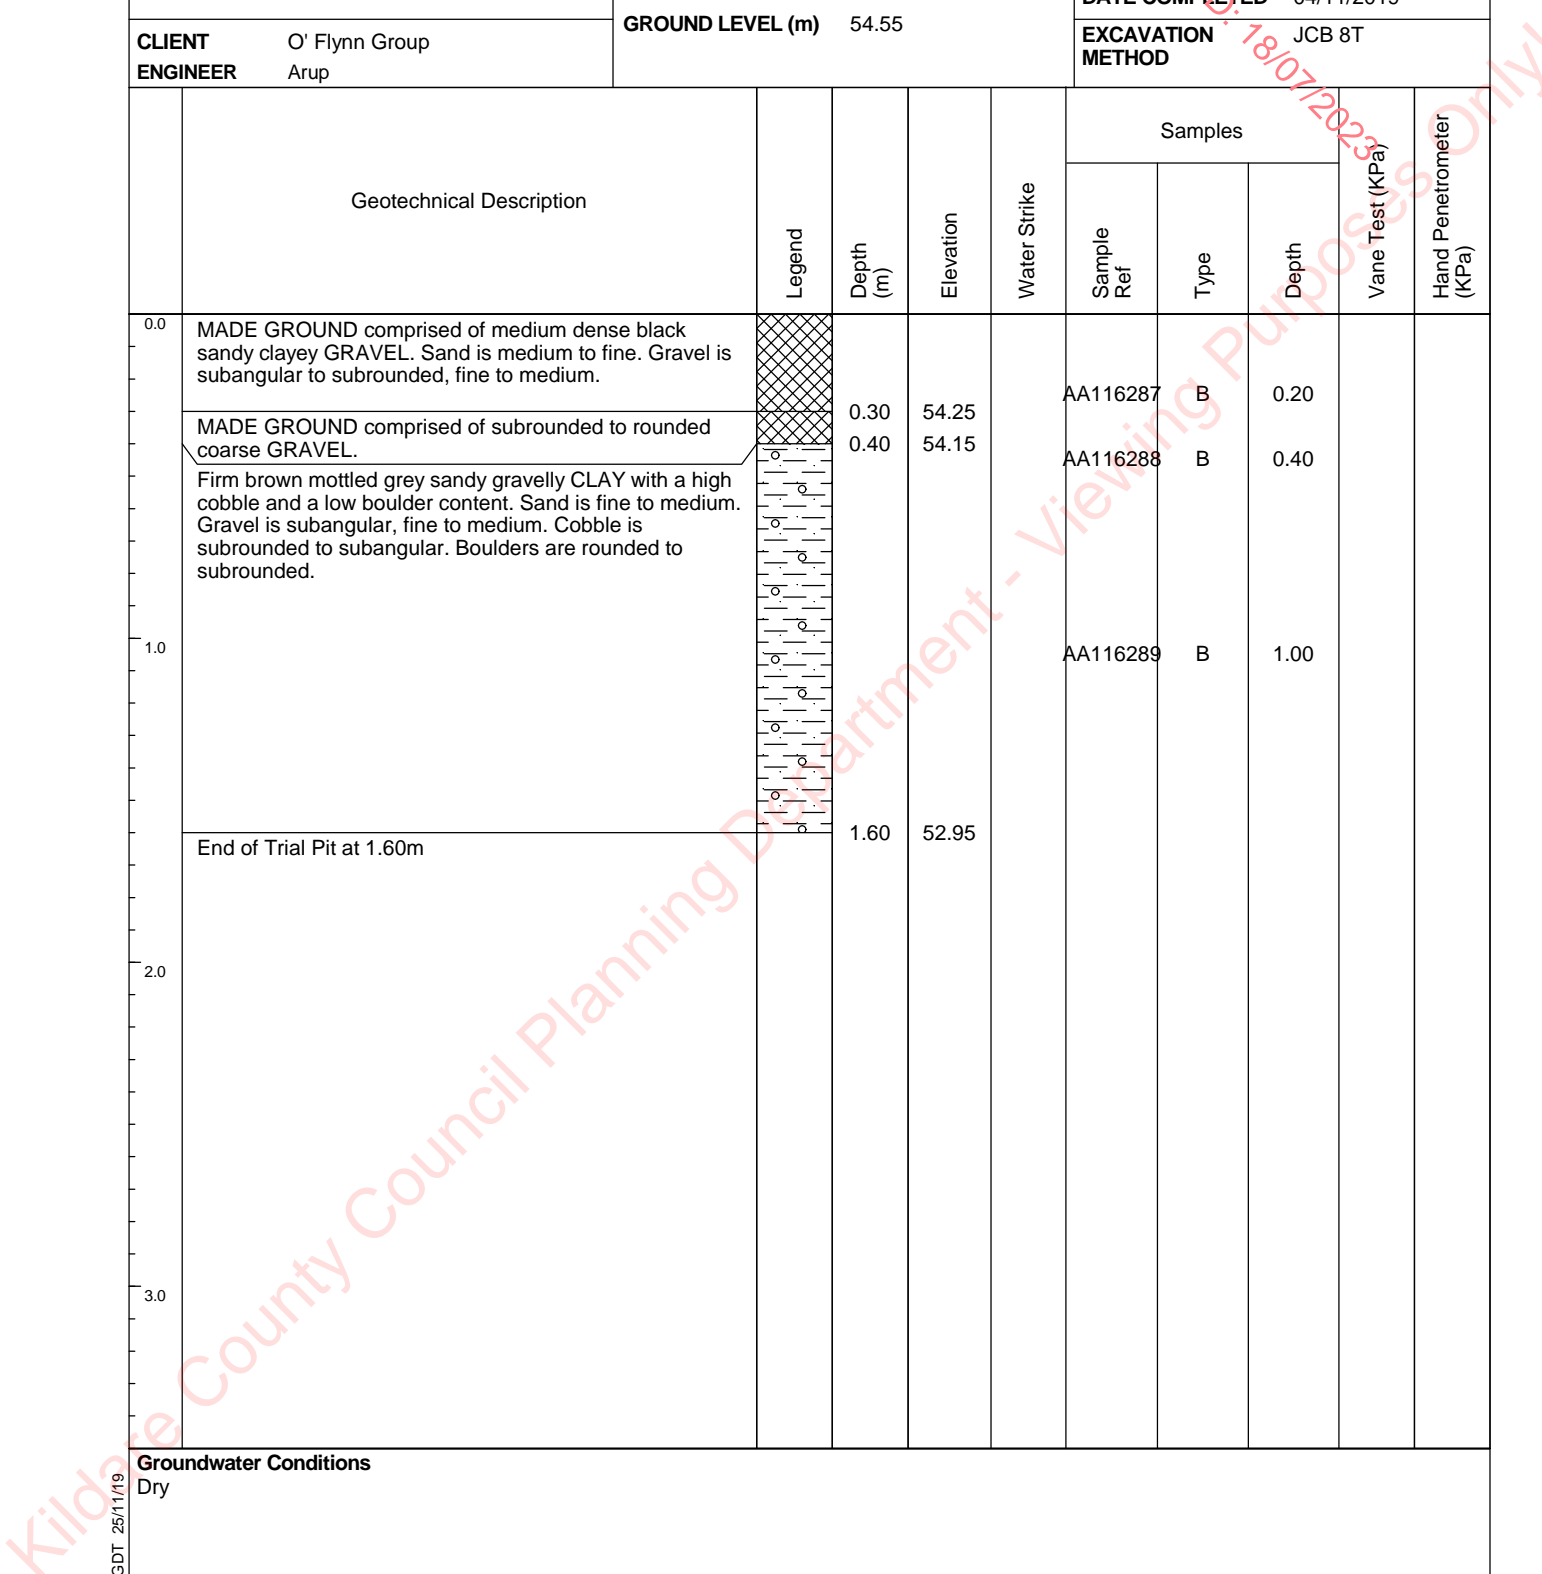 DATE COMPLETED 04/11/2019
GROUND LEVEL (m) 54.55
CLIENT O' Flynn Group
ENGINEER Arup
EXCAVATION JCB 8T
METHOD
D: 18/07/2023
Geotechnical Description
Legend
Depth
(m)
Elevation
Water Strike
Samples
Sample
Ref
Type
Depth
Vane Test (KPa)
Hand Penetrometer
(KPa)
0.0
MADE GROUND comprised of medium dense black
sandy clayey GRAVEL. Sand is medium to fine. Gravel is
subangular to subrounded, fine to medium.
AA116287 B 0.20
0.30 54.25
MADE GROUND comprised of subrounded to rounded
coarse GRAVEL.
0.40 54.15
AA116288 B 0.40
Firm brown mottled grey sandy gravelly CLAY with a high
cobble and a low boulder content. Sand is fine to medium.
Gravel is subangular, fine to medium. Cobble is
subrounded to subangular. Boulders are rounded to
subrounded.
1.0
AA116289 B 1.00
1.60 52.95
End of Trial Pit at 1.60m
2.0
3.0
Groundwater Conditions
Dry
GDT 25/11/19
Kildare County Council Planning Department - Viewing Purposes Only!